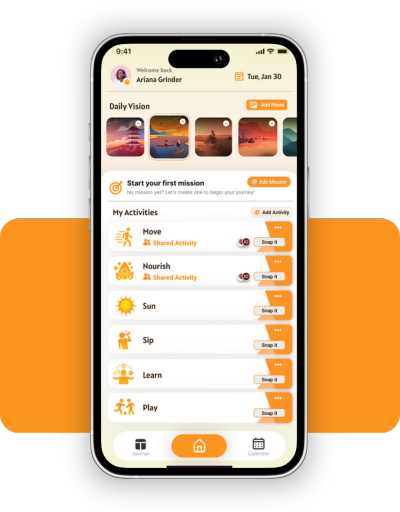 9:41
Welcome back
Ariana Grinder
Tue, Jan 30
Daily Vision
Add Photo
Start your first mission
Edit Mission
No mission yet? Let's create one to begin your journey!
My Activities
Add Activity
Move
Shared Activity
Snap It
Nourish
Shared Activity
Snap It
Sun
Snap It
Sip
Snap It
Learn
Snap It
Play
Snap It
Journal
Calendar